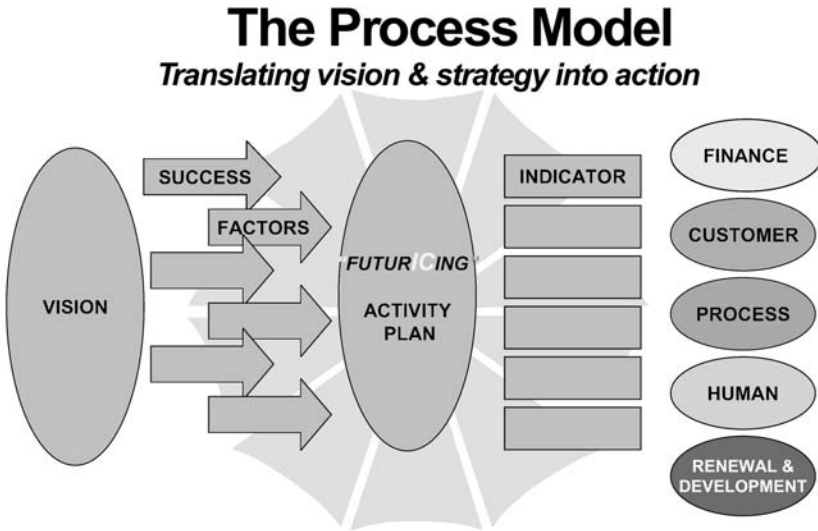 The Process Model
Translating vision & strategy into action
VISION
SUCCESS
FACTORS
FUTURICING
ACTIVITY
PLAN
INDICATOR
FINANCE
CUSTOMER
PROCESS
HUMAN
RENEWAL &
DEVELOPMENT